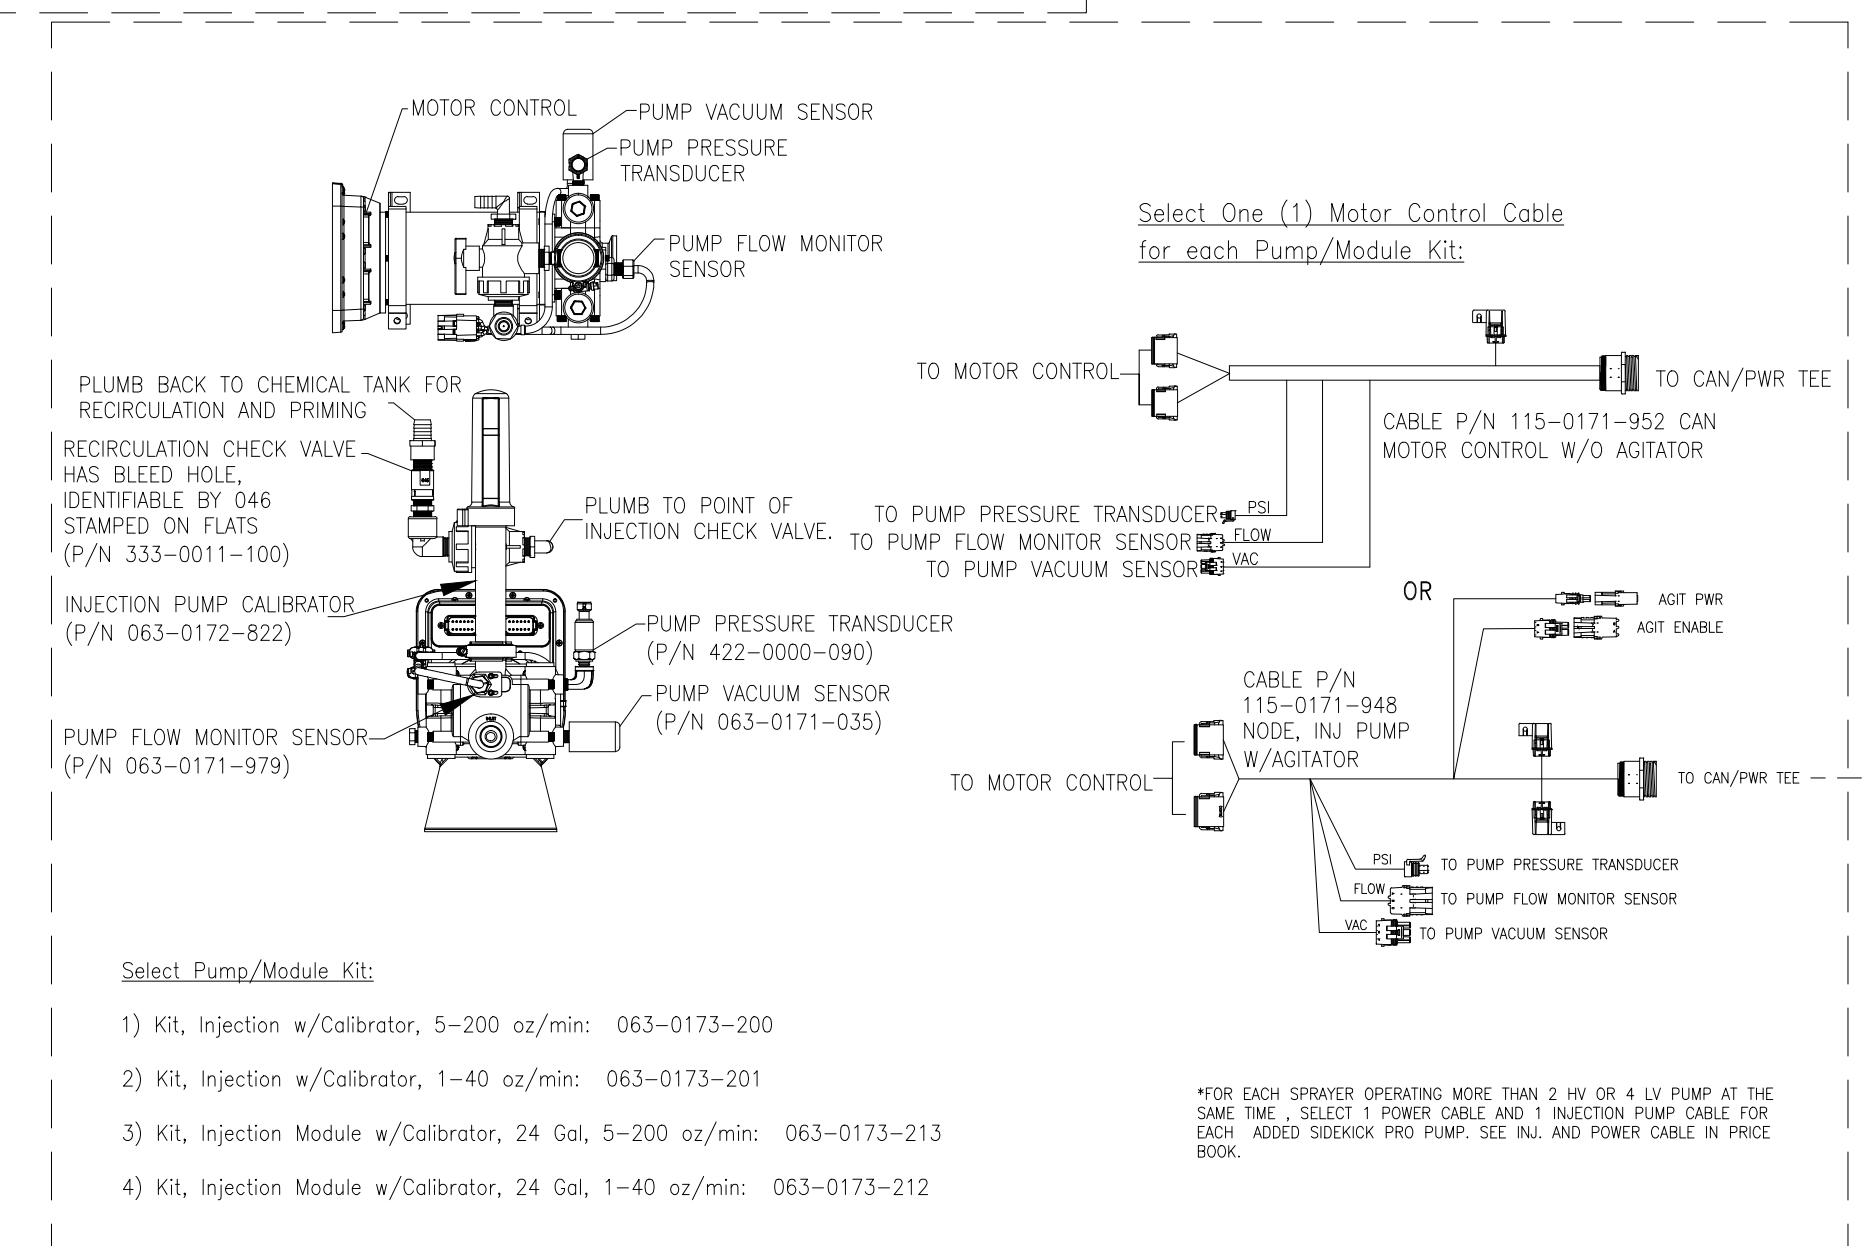 MOTOR CONTROL
PUMP VACUUM SENSOR
PUMP PRESSURE
TRANSDUCER
PUMP FLOW MONITOR
SENSOR
PLUMB BACK TO CHEMICAL TANK FOR
RECIRCULATION AND PRIMING
RECIRCULATION CHECK VALVE
HAS BLEED HOLE,
IDENTIFIABLE BY 046
STAMPED ON FLATS
(P/N 333-0011-100)
PLUMB TO POINT OF
INJECTION CHECK VALVE.
INJECTION PUMP CALIBRATOR
(P/N 063-0172-822)
PUMP PRESSURE TRANSDUCER
(P/N 422-0000-090)
PUMP VACUUM SENSOR
(P/N 063-0171-035)
PUMP FLOW MONITOR SENSOR
(P/N 063-0171-979)
Select One (1) Motor Control Cable
for each Pump/Module Kit:
TO MOTOR CONTROL
TO CAN/PWR TEE
CABLE P/N 115-0171-952 CAN
MOTOR CONTROL W/O AGITATOR
TO PUMP PRESSURE TRANSDUCER
PSI
TO PUMP FLOW MONITOR SENSOR
FLOW
TO PUMP VACUUM SENSOR
VAC
OR
AGIT PWR
AGIT ENABLE
CABLE P/N
115-0171-948
NODE, INJ PUMP
W/AGITATOR
TO MOTOR CONTROL
TO CAN/PWR TEE
PSI
TO PUMP PRESSURE TRANSDUCER
FLOW
TO PUMP FLOW MONITOR SENSOR
VAC
TO PUMP VACUUM SENSOR
Select Pump/Module Kit:
1) Kit, Injection w/Calibrator, 5-200 oz/min: 063-0173-200
2) Kit, Injection w/Calibrator, 1-40 oz/min: 063-0173-201
3) Kit, Injection Module w/Calibrator, 24 Gal, 5-200 oz/min: 063-0173-213
4) Kit, Injection Module w/Calibrator, 24 Gal, 1-40 oz/min: 063-0173-212
*FOR EACH SPRAYER OPERATING MORE THAN 2 HV OR 4 LV PUMP AT THE
SAME TIME , SELECT 1 POWER CABLE AND 1 INJECTION PUMP CABLE FOR
EACH ADDED SIDEKICK PRO PUMP. SEE INJ. AND POWER CABLE IN PRICE
BOOK.